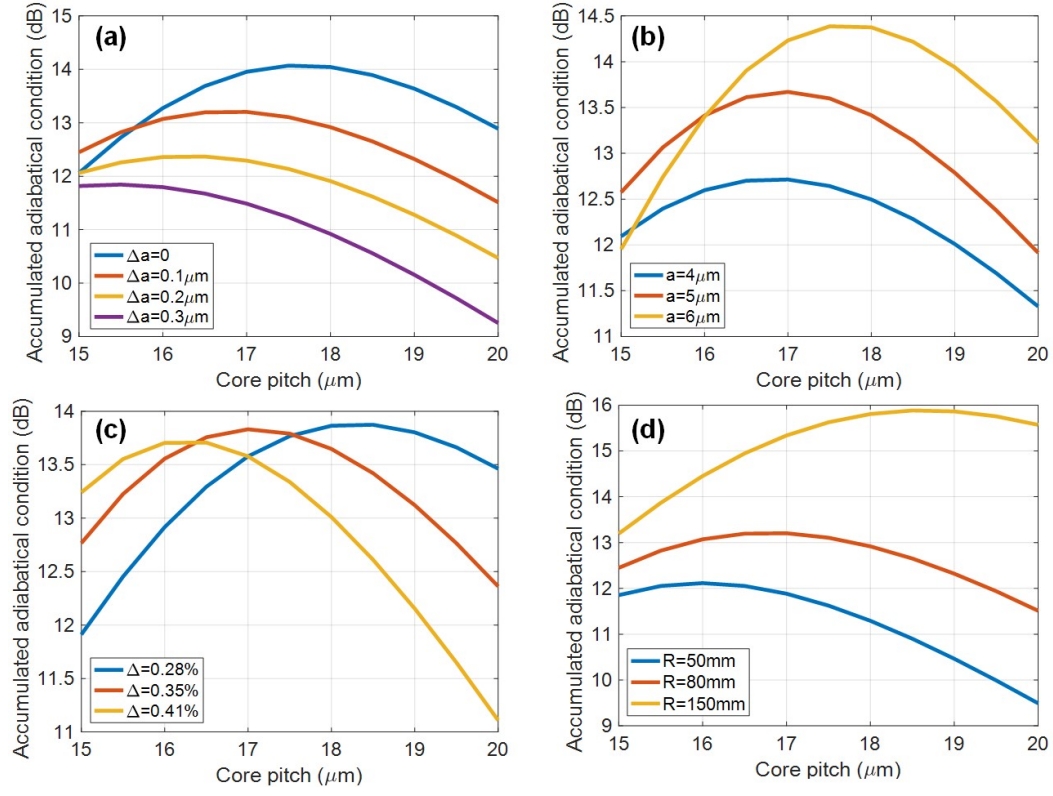 (a)
Accumulated adiabatical condition (dB)
15
14
13
12
11
10
9
Δa=0
Δa=0.1μm
Δa=0.2μm
Δa=0.3μm
15 16 17 18 19 20
Core pitch (μm)
(b)
Accumulated adiabatical condition (dB)
14.5
14
13.5
13
12.5
12
11.5
11
a=4μm
a=5μm
a=6μm
15 16 17 18 19 20
Core pitch (μm)
(c)
Accumulated adiabatical condition (dB)
14
13.5
13
12.5
12
11.5
11
Δ=0.28%
Δ=0.35%
Δ=0.41%
15 16 17 18 19 20
Core pitch (μm)
(d)
Accumulated adiabatical condition (dB)
16
15
14
13
12
11
10
9
R=50mm
R=80mm
R=150mm
15 16 17 18 19 20
Core pitch (μm)